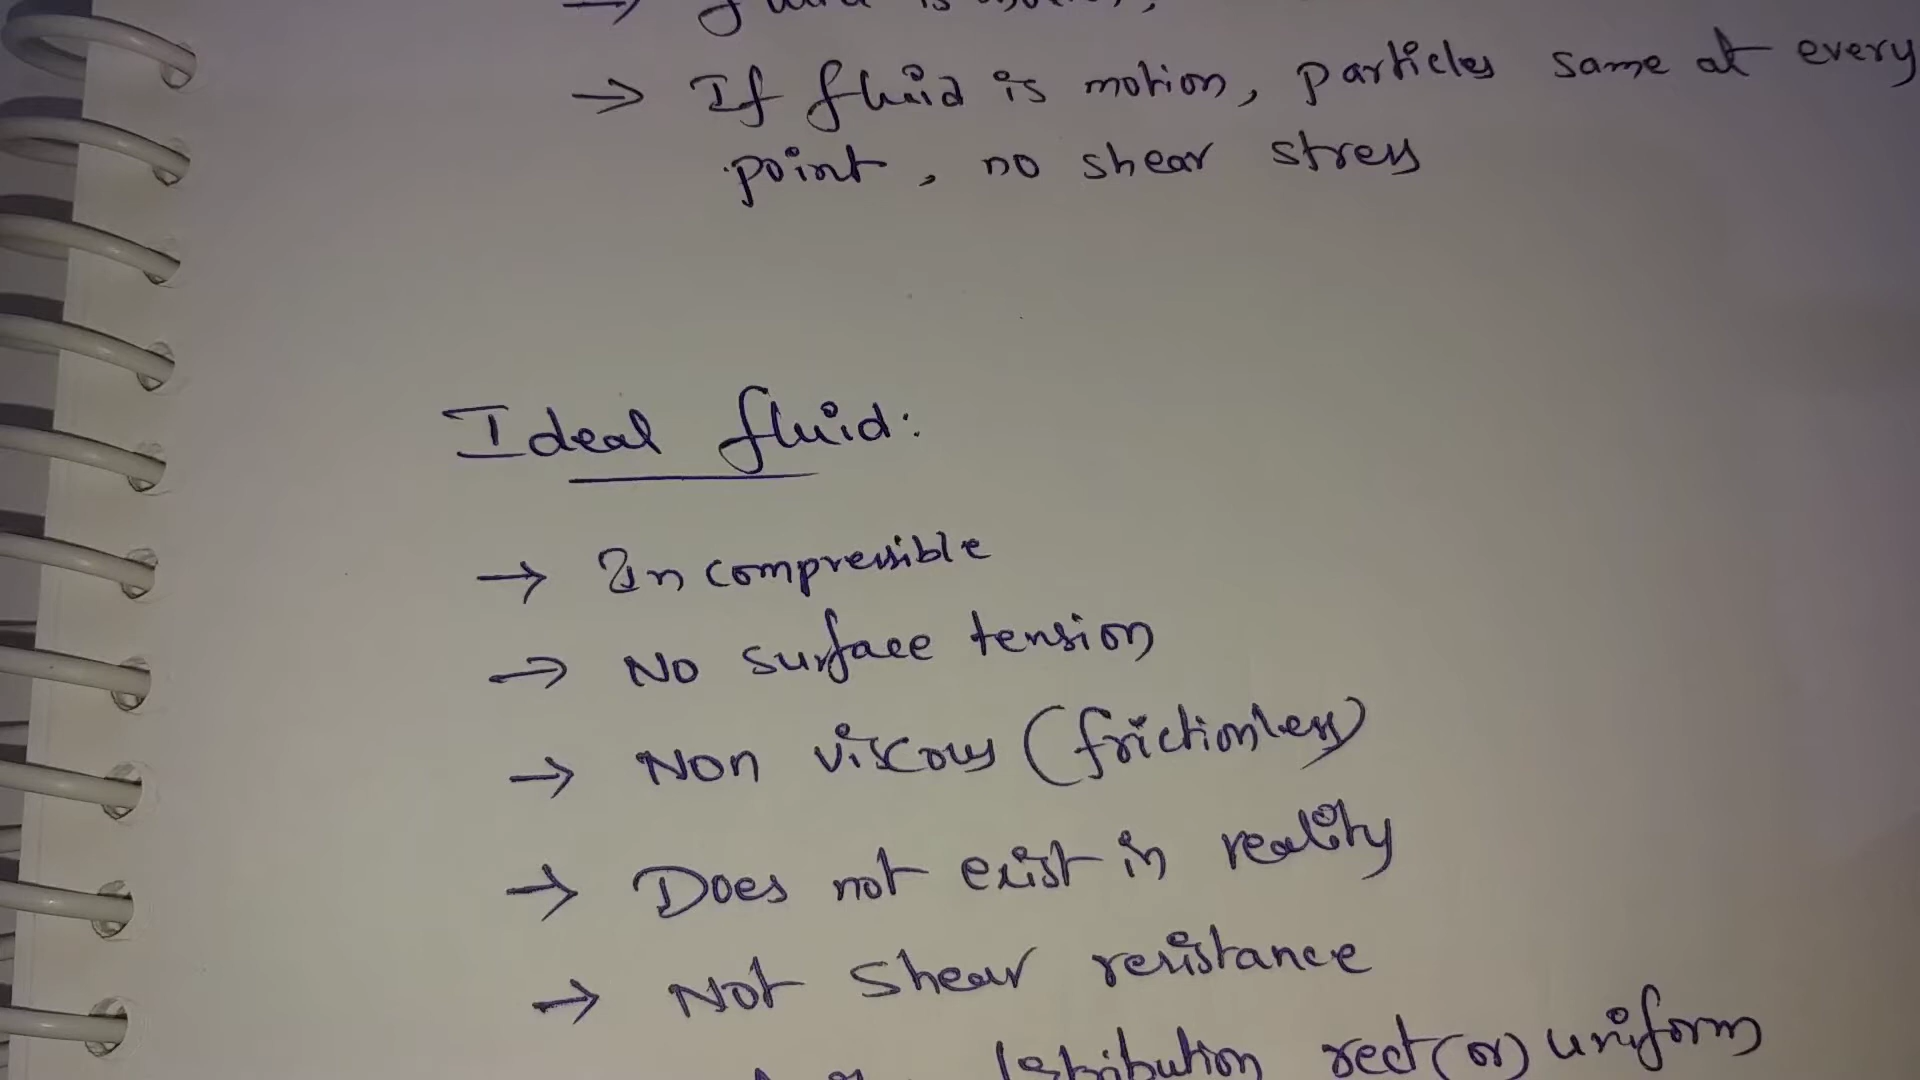 → If fluid is motion, particles same at every
point, no shear stress
Ideal fluid:
→ Incompressible
→ No surface tension
→ Non viscous (frictionless)
→ Does not exist in reality
→ Not shear resistance
distribution rect (or) uniform